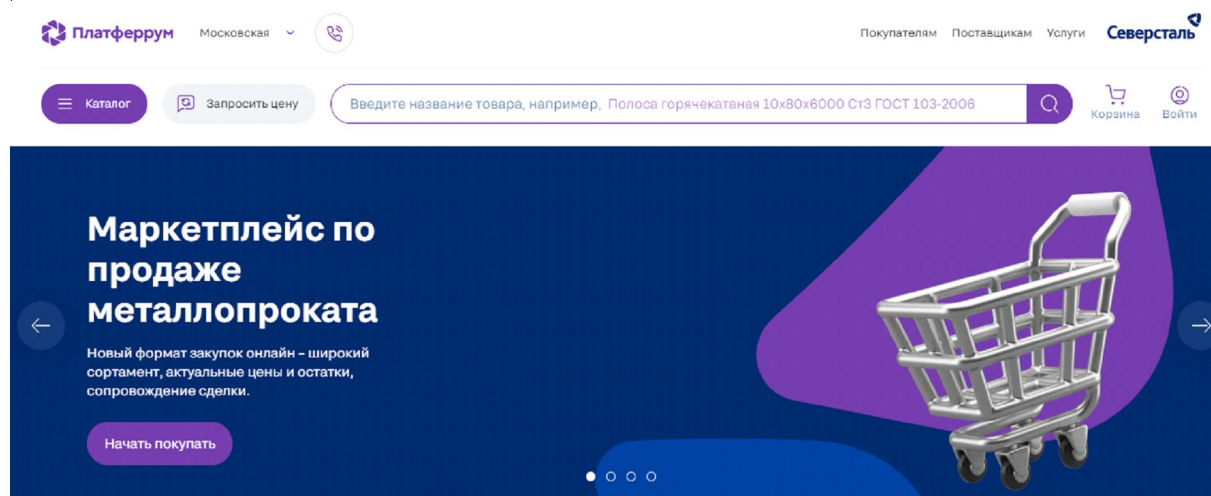 Платферрум
Московская
Покупателям Поставщикам Услуги
Северсталь
Каталог
Запросить цену
Введите название товара, например, Полоса горячекатаная 10х80х6000 Ст3 ГОСТ 103-2006
Корзина
Войти
Маркетплейс по
продаже
металлопроката
Новый формат закупок онлайн – широкий
сортамент, актуальные цены и остатки,
сопровождение сделки.
Начать покупать